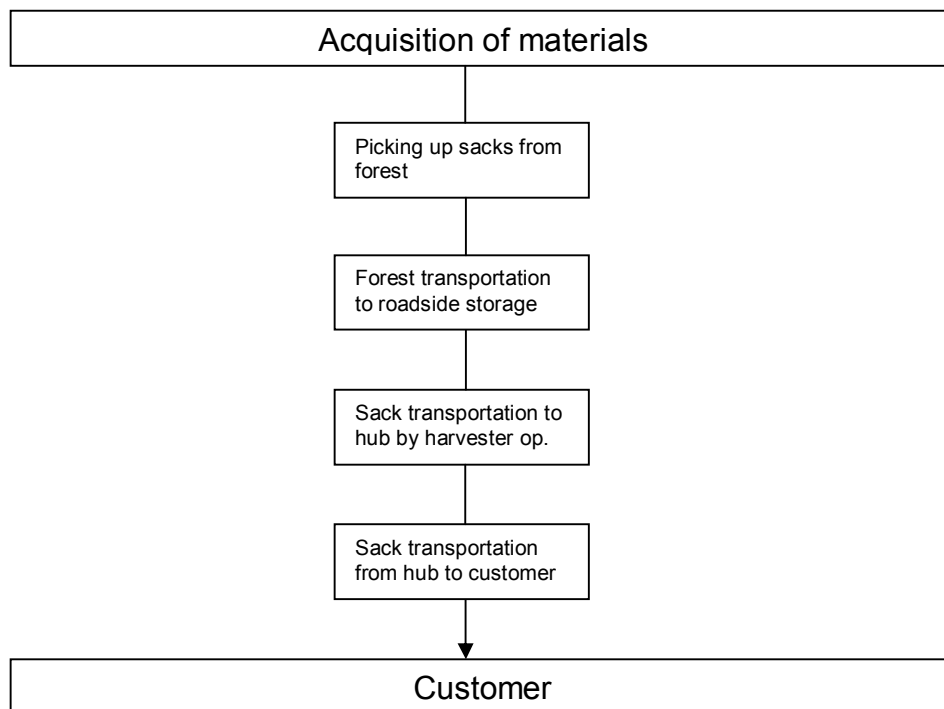 Acquisition of materials
Picking up sacks from
forest
Forest transportation
to roadside storage
Sack transportation to
hub by harvester op.
Sack transportation
from hub to customer
Customer